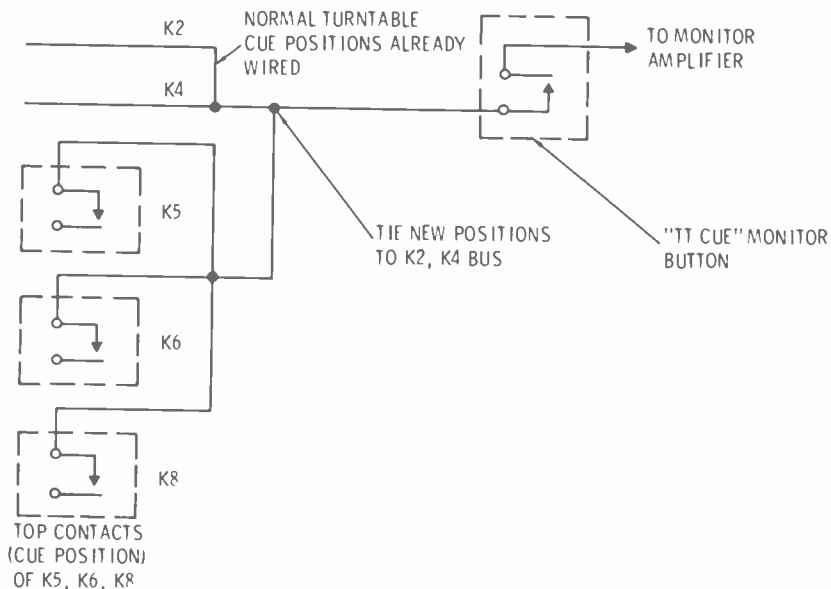 K2
NORMAL TURNTABLE
CUE POSITIONS ALREADY
WIRED
TO MONITOR
AMPLIFIER
K4
K5
TIE NEW POSITIONS
TO K2, K4 BUS
"TT CUE" MONITOR
BUTTON
K6
K8
TOP CONTACTS
(CUE POSITION)
OF K5, K6, K8